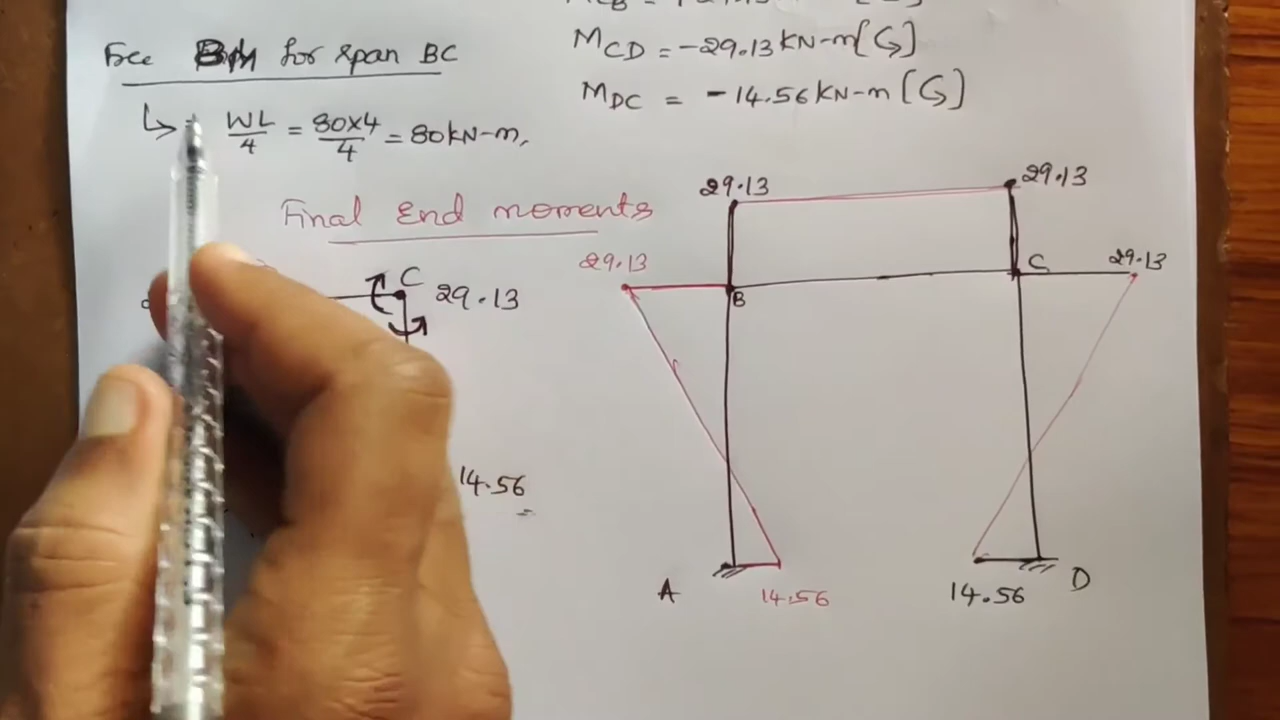 Free BM for span BC
WL/4 = 80x4/4 = 80 kN-m,
MCD = -29.13 KN-m [↺]
MDC = -14.56 KN-m [↺]
Final End moments
C 29.13
14.56
29.13 29.13
29.13 B C 29.13
A 14.56 14.56 D